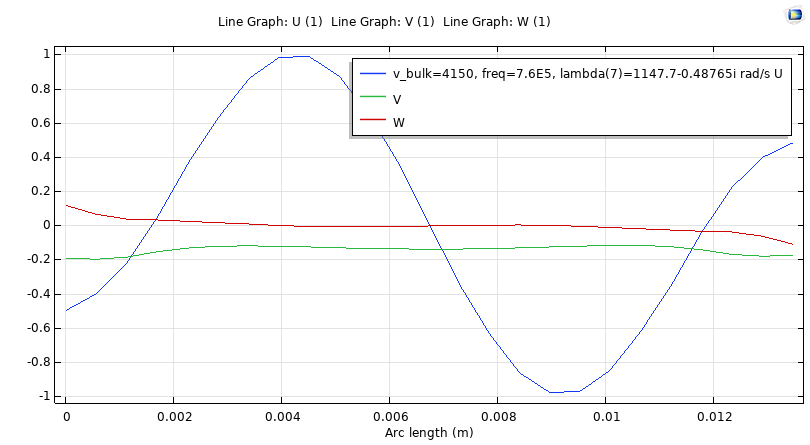 Line Graph: U (1)  Line Graph: V (1)  Line Graph: W (1)
v_bulk=4150, freq=7.6E5, lambda(7)=1147.7-0.48765i rad/s U
V
W
1
0.8
0.6
0.4
0.2
0
-0.2
-0.4
-0.6
-0.8
-1
0 0.002 0.004 0.006 0.008 0.01 0.012
Arc length (m)